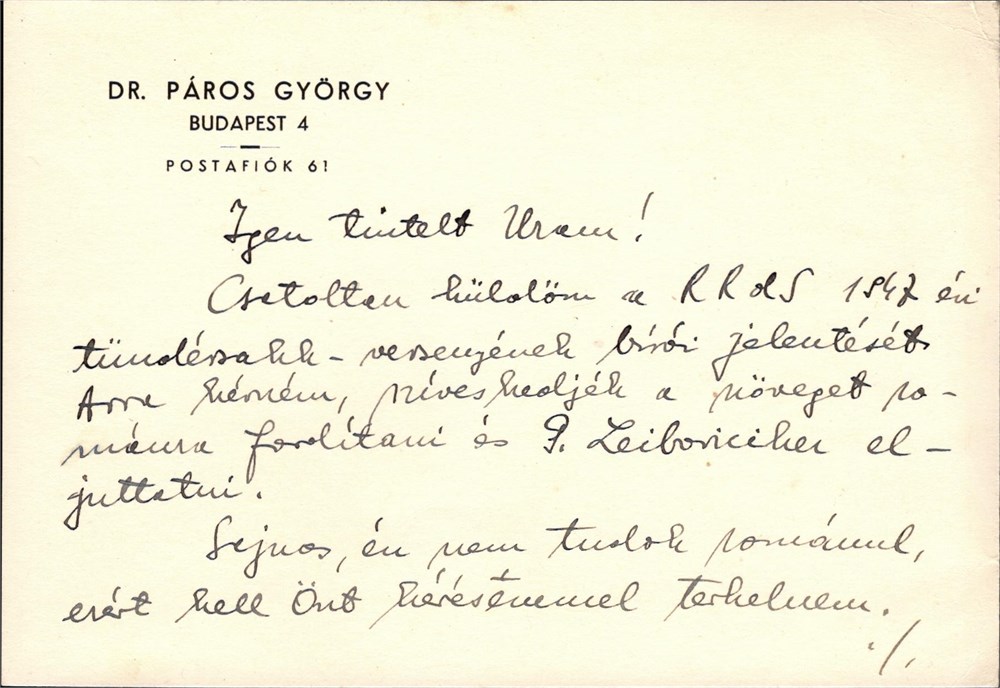 DR. PÁROS GYÖRGY
BUDAPEST 4
POSTAFIÓK 61
Igen tisztelt Uram!
Csatoltan küldöm a RRdS 1947 évi
tündérsakk-versenyének bírói jelentését.
Arra kérném, szíveskedjék a szöveget ro-
mánra fordítani és P. Leibovicihez el-
juttatni.
Sajnos, én nem tudok románul,
ezért kell Önt kérésemmel terhelnem.
./.